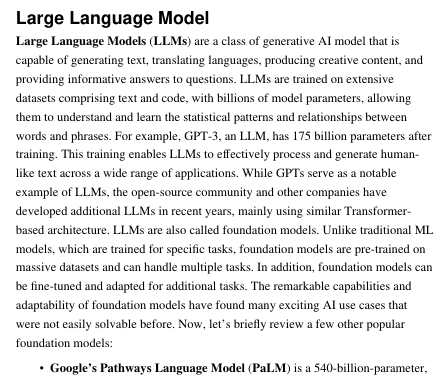 Large Language Model
Large Language Models (LLMs) are a class of generative AI model that is
capable of generating text, translating languages, producing creative content, and
providing informative answers to questions. LLMs are trained on extensive
datasets comprising text and code, with billions of model parameters, allowing
them to understand and learn the statistical patterns and relationships between
words and phrases. For example, GPT-3, an LLM, has 175 billion parameters after
training. This training enables LLMs to effectively process and generate human-
like text across a wide range of applications. While GPTs serve as a notable
example of LLMs, the open-source community and other companies have
developed additional LLMs in recent years, mainly using similar Transformer-
based architecture. LLMs are also called foundation models. Unlike traditional ML
models, which are trained for specific tasks, foundation models are pre-trained on
massive datasets and can handle multiple tasks. In addition, foundation models can
be fine-tuned and adapted for additional tasks. The remarkable capabilities and
adaptability of foundation models have found many exciting AI use cases that
were not easily solvable before. Now, let's briefly review a few other popular
foundation models:
• Google's Pathways Language Model (PaLM) is a 540-billion-parameter,